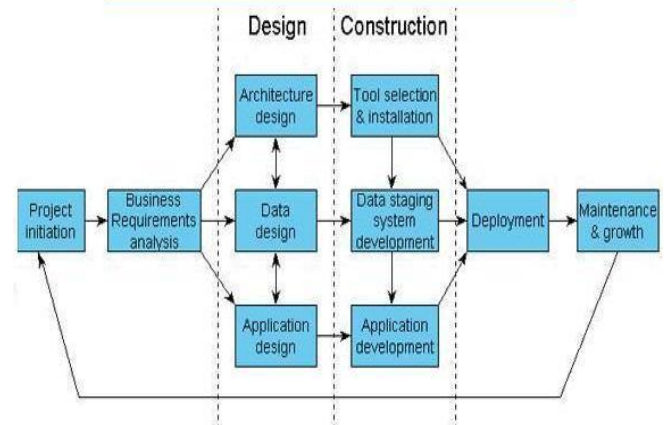 Design
Construction
Architecture
design
Tool selection
& installation
Project
initiation
Business
Requirements
analysis
Data
design
Data staging
system
development
Deployment
Maintenance
& growth
Application
design
Application
development